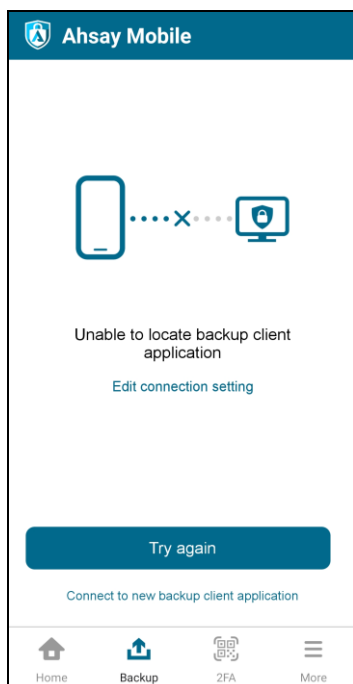 Ahsay Mobile
Unable to locate backup client
application
Edit connection setting
Try again
Connect to new backup client application
Home Backup 2FA More